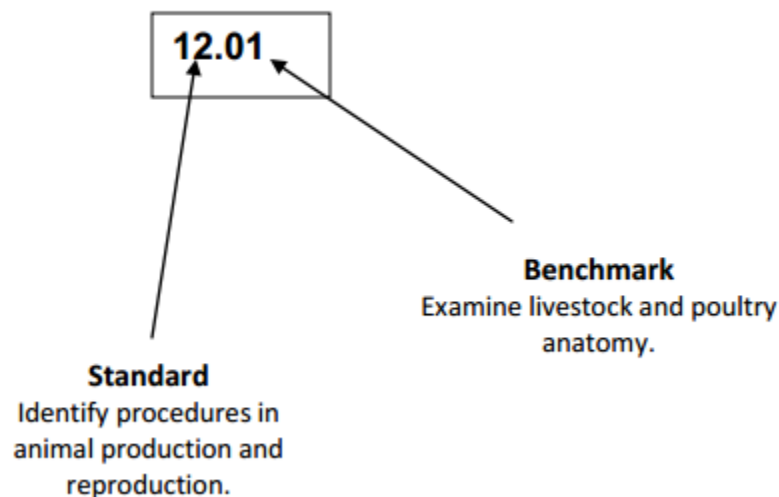 12.01
Benchmark
Examine livestock and poultry
anatomy.
Standard
Identify procedures in
animal production and
reproduction.